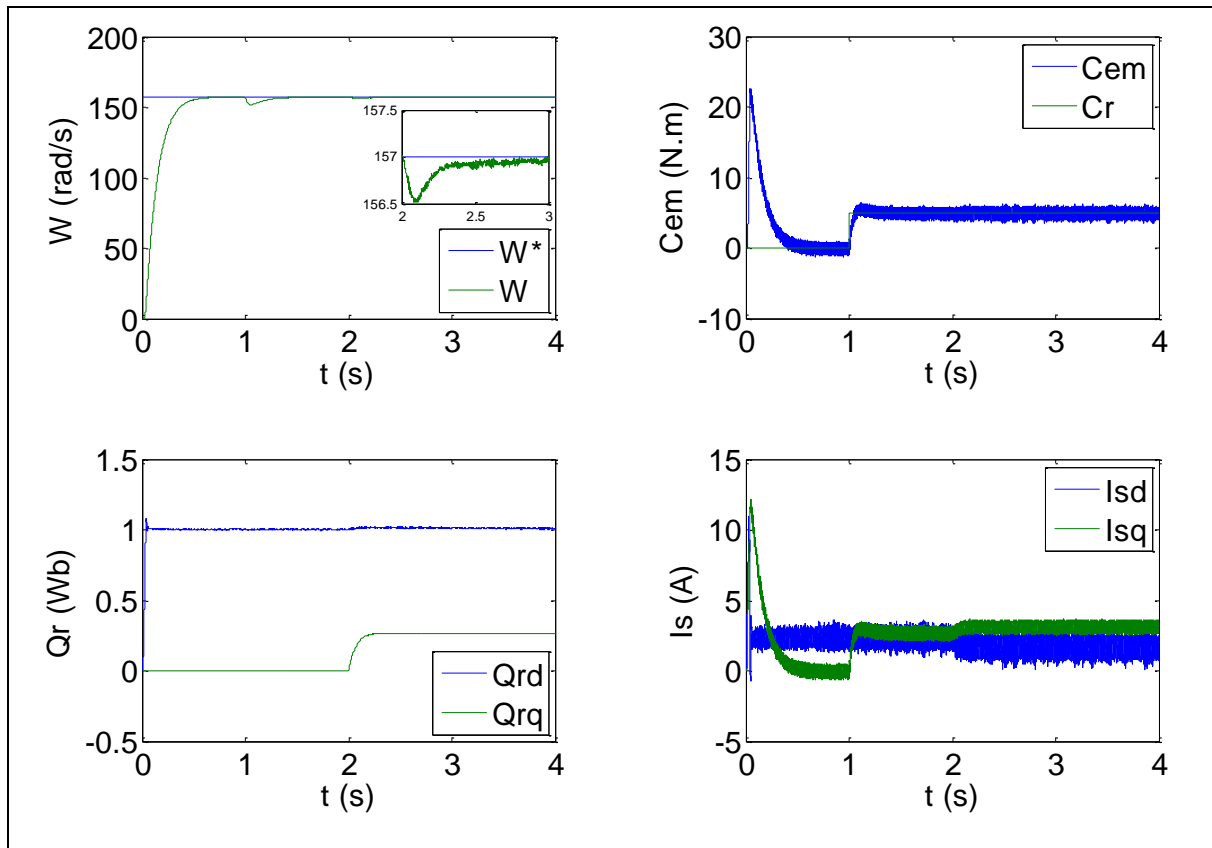 200
150
100
50
0
W (rad/s)
0 1 2 3 4
t (s)
157.5
157
156.5
2 2.5 3
W*
W
30
20
10
0
-10
Cem (N.m)
0 1 2 3 4
t (s)
Cem
Cr
1.5
1
0.5
0
-0.5
Qr (Wb)
0 1 2 3 4
t (s)
Qrd
Qrq
15
10
5
0
-5
Is (A)
0 1 2 3 4
t (s)
Isd
Isq